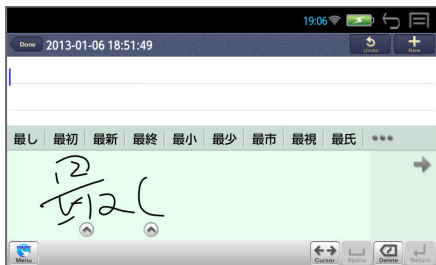 19:06
Done 2013-01-06 18:51:49 Undo New
最し 最初 最新 最終 最小 最少 最市 最視 最氏
Menu Cursor Space Delete Return